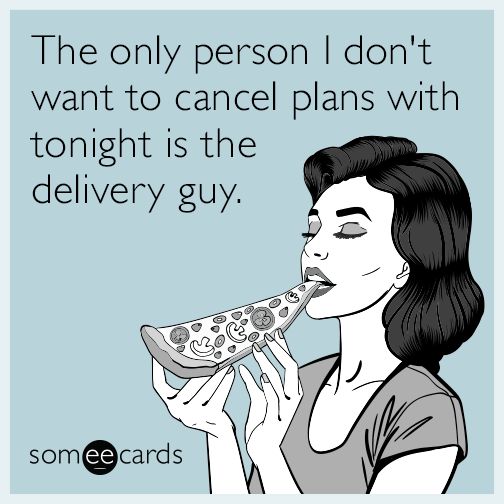 The only person I don't
want to cancel plans with
tonight is the
delivery guy.
someecards